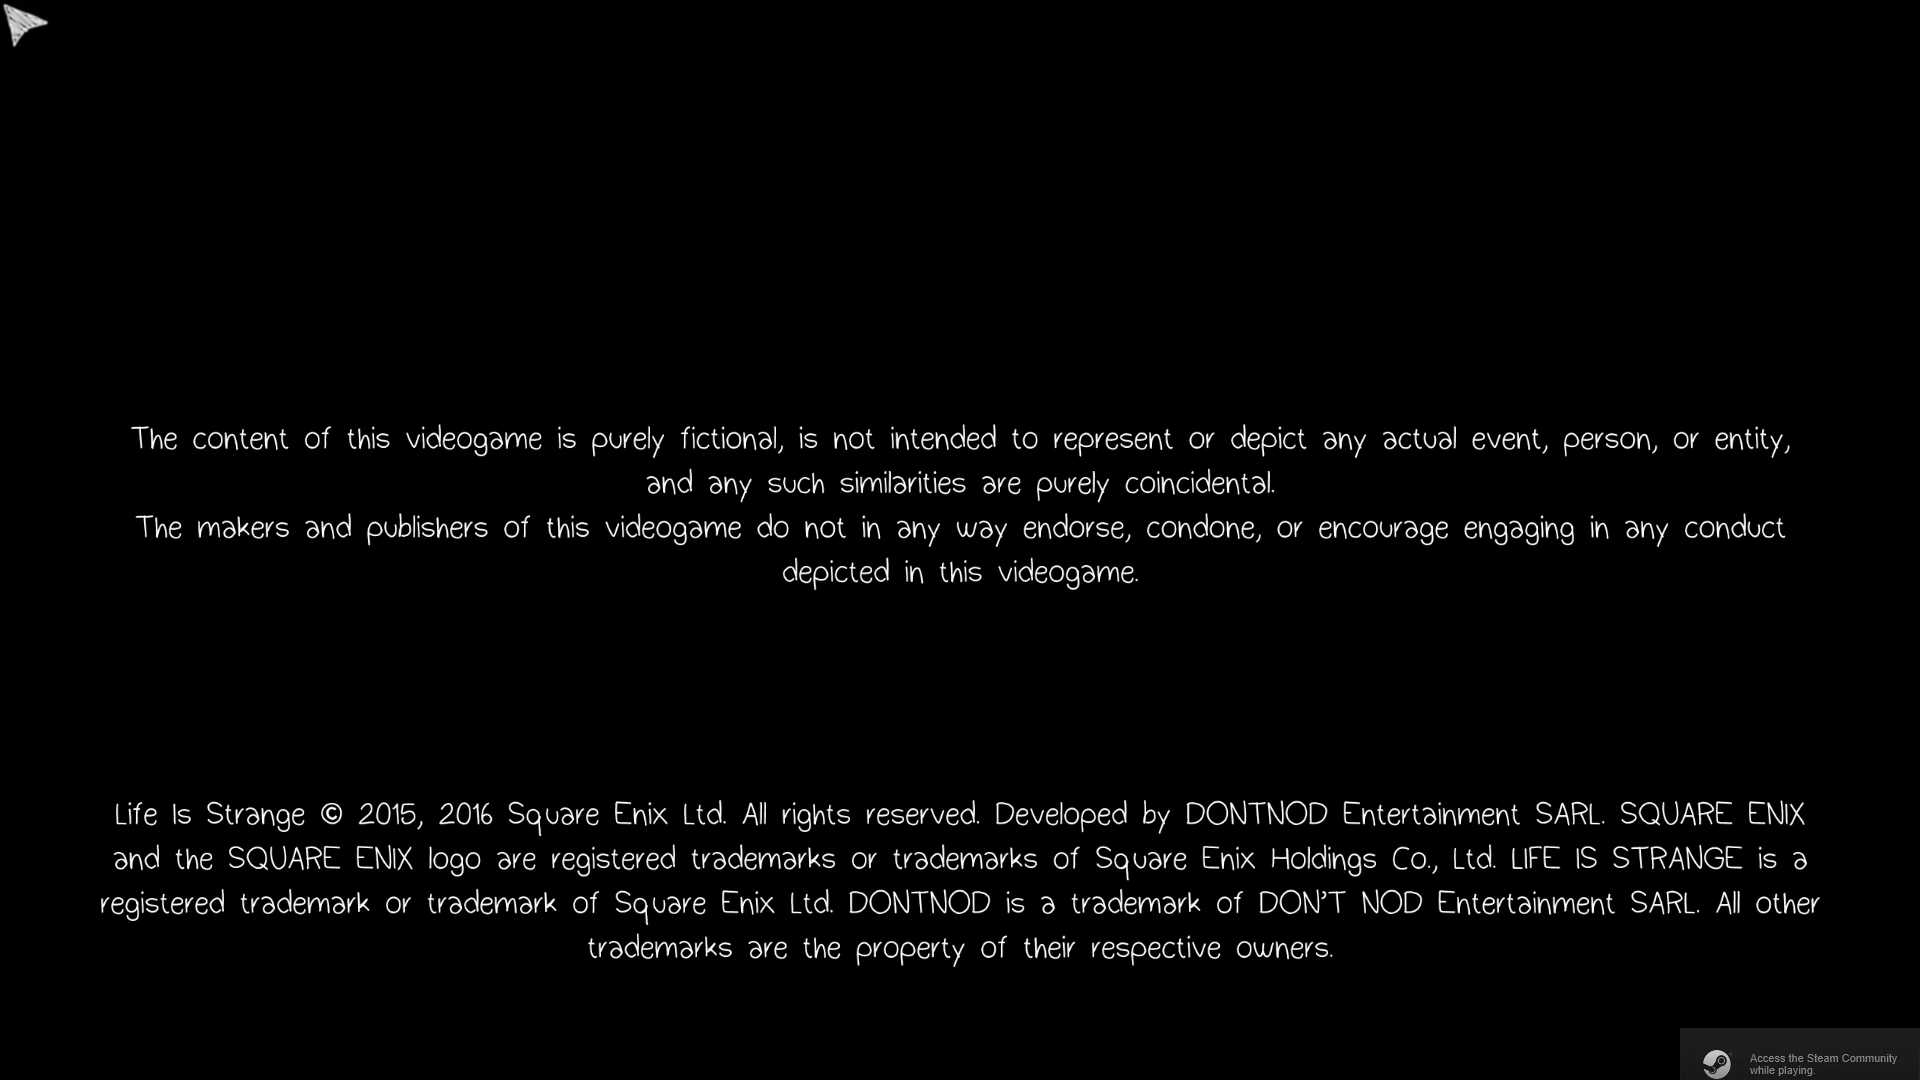 The content of this videogame is purely fictional, is not intended to represent or depict any actual event, person, or entity,
and any such similarities are purely coincidental.
The makers and publishers of this videogame do not in any way endorse, condone, or encourage engaging in any conduct
depicted in this videogame.
Life Is Strange © 2015, 2016 Square Enix Ltd. All rights reserved. Developed by DONTNOD Entertainment SARL. SQUARE ENIX
and the SQUARE ENIX logo are registered trademarks or trademarks of Square Enix Holdings Co., Ltd. LIFE IS STRANGE is a
registered trademark or trademark of Square Enix Ltd. DONTNOD is a trademark of DON'T NOD Entertainment SARL. All other
trademarks are the property of their respective owners.
Access the Steam Community
while playing.